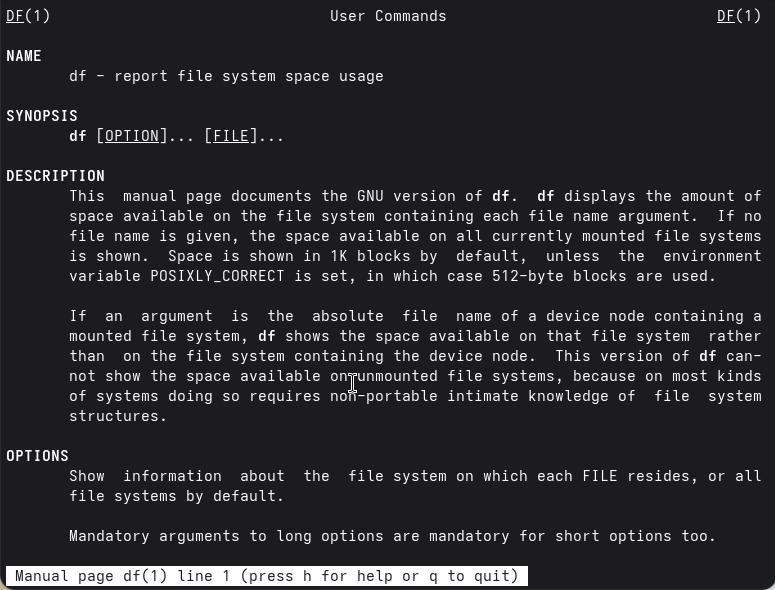 DF(1) User Commands DF(1)
NAME
df - report file system space usage
SYNOPSIS
df [OPTION]... [FILE]...
DESCRIPTION
This manual page documents the GNU version of df. df displays the amount of
space available on the file system containing each file name argument. If no
file name is given, the space available on all currently mounted file systems
is shown. Space is shown in 1K blocks by default, unless the environment
variable POSIXLY_CORRECT is set, in which case 512-byte blocks are used.
If an argument is the absolute file name of a device node containing a
mounted file system, df shows the space available on that file system rather
than on the file system containing the device node. This version of df can-
not show the space available on unmounted file systems, because on most kinds
of systems doing so requires non-portable intimate knowledge of file system
structures.
OPTIONS
Show information about the file system on which each FILE resides, or all
file systems by default.
Mandatory arguments to long options are mandatory for short options too.
Manual page df(1) line 1 (press h for help or q to quit)